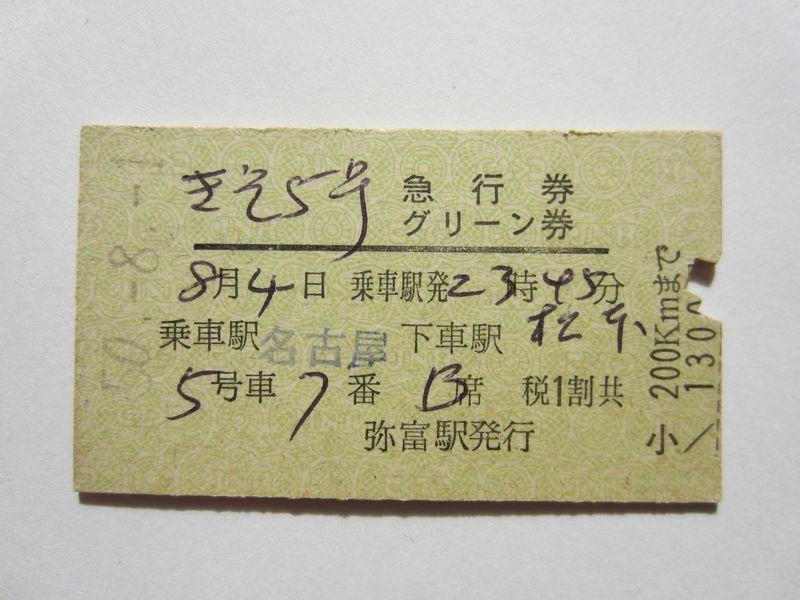 きそ5号 急行券
グリーン券
8月4日 乗車駅発23時45分
乗車駅 名古屋 下車駅 松本
5号車 7番 B席 税1割共
弥富駅発行
200Kmまで
小
50.-8.-1